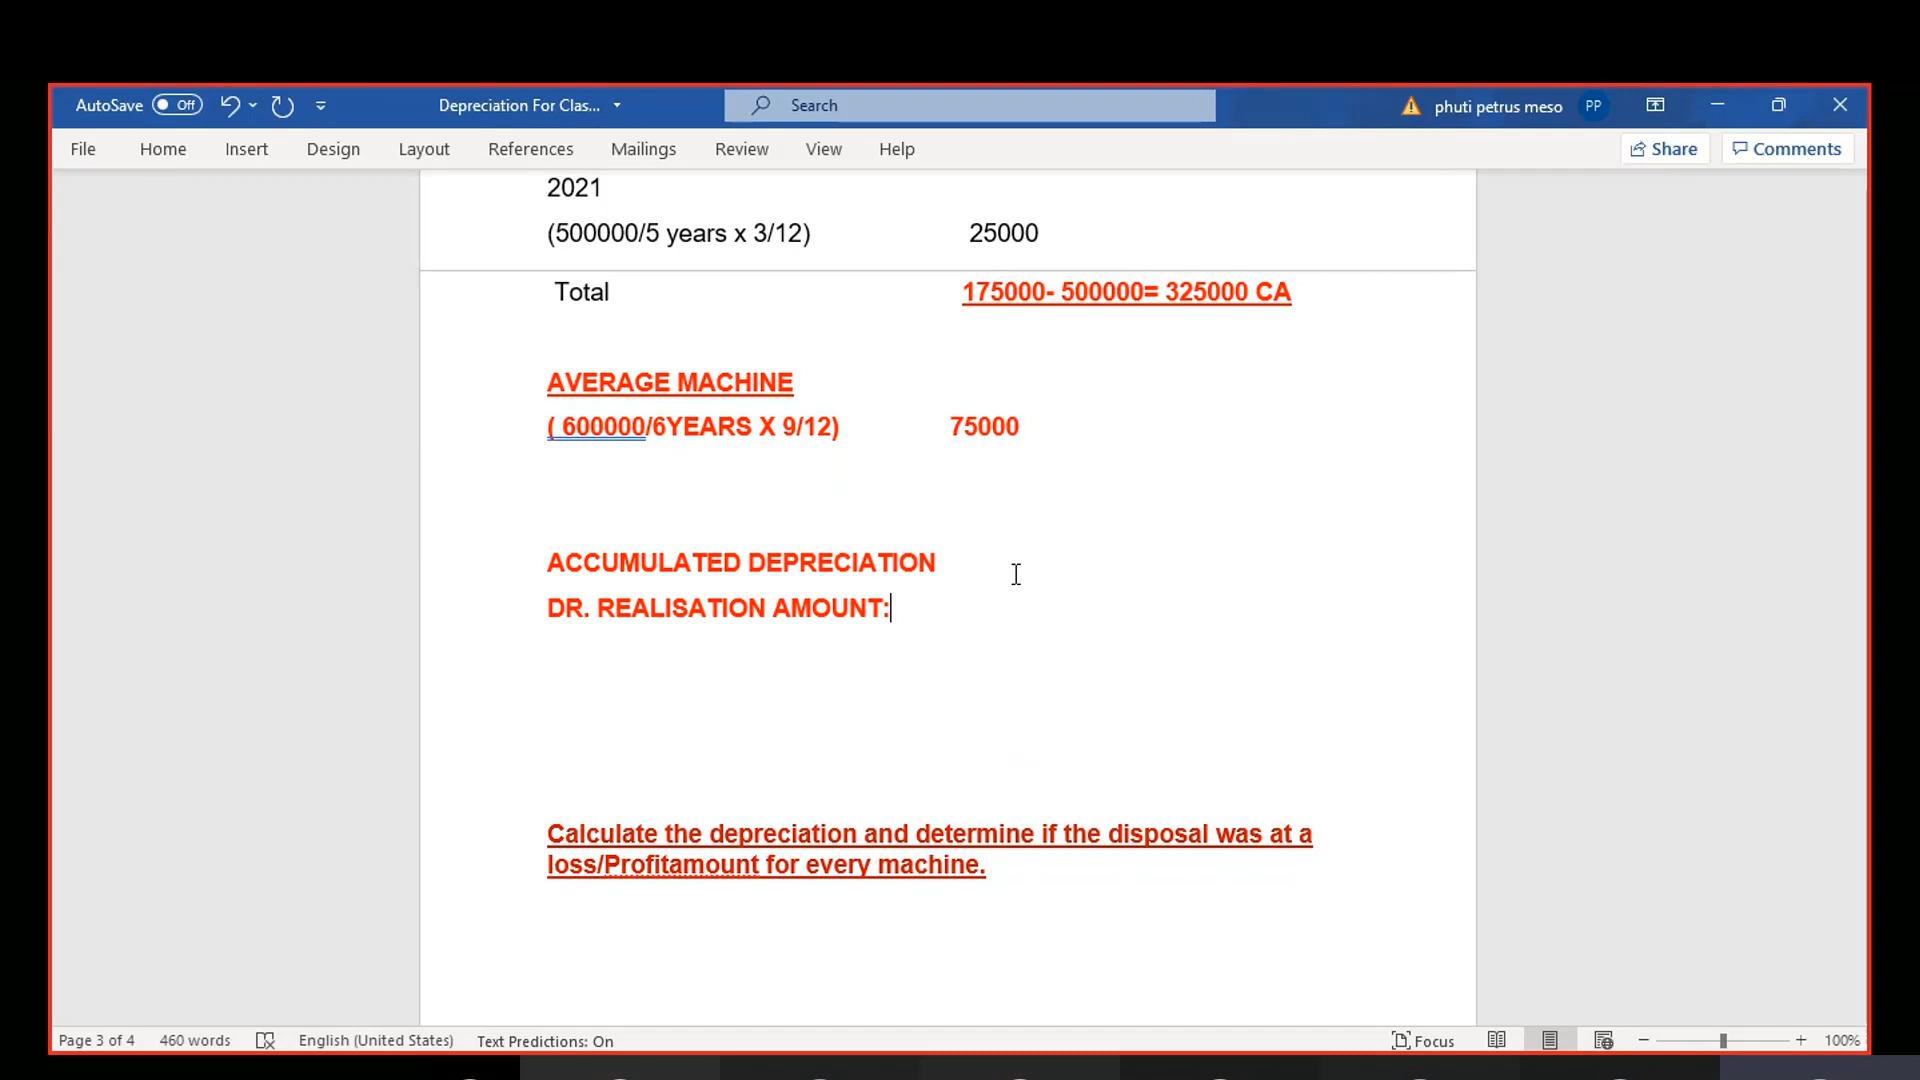 AutoSave Off Depreciation For Clas... Search phuti petrus meso PP
File Home Insert Design Layout References Mailings Review View Help Share Comments
2021
(500000/5 years x 3/12) 25000
Total 175000- 500000= 325000 CA
AVERAGE MACHINE
( 600000/6YEARS X 9/12) 75000
ACCUMULATED DEPRECIATION
DR. REALISATION AMOUNT:
Calculate the depreciation and determine if the disposal was at a
loss/Profitamount for every machine.
Page 3 of 4 460 words English (United States) Text Predictions: On Focus 100%